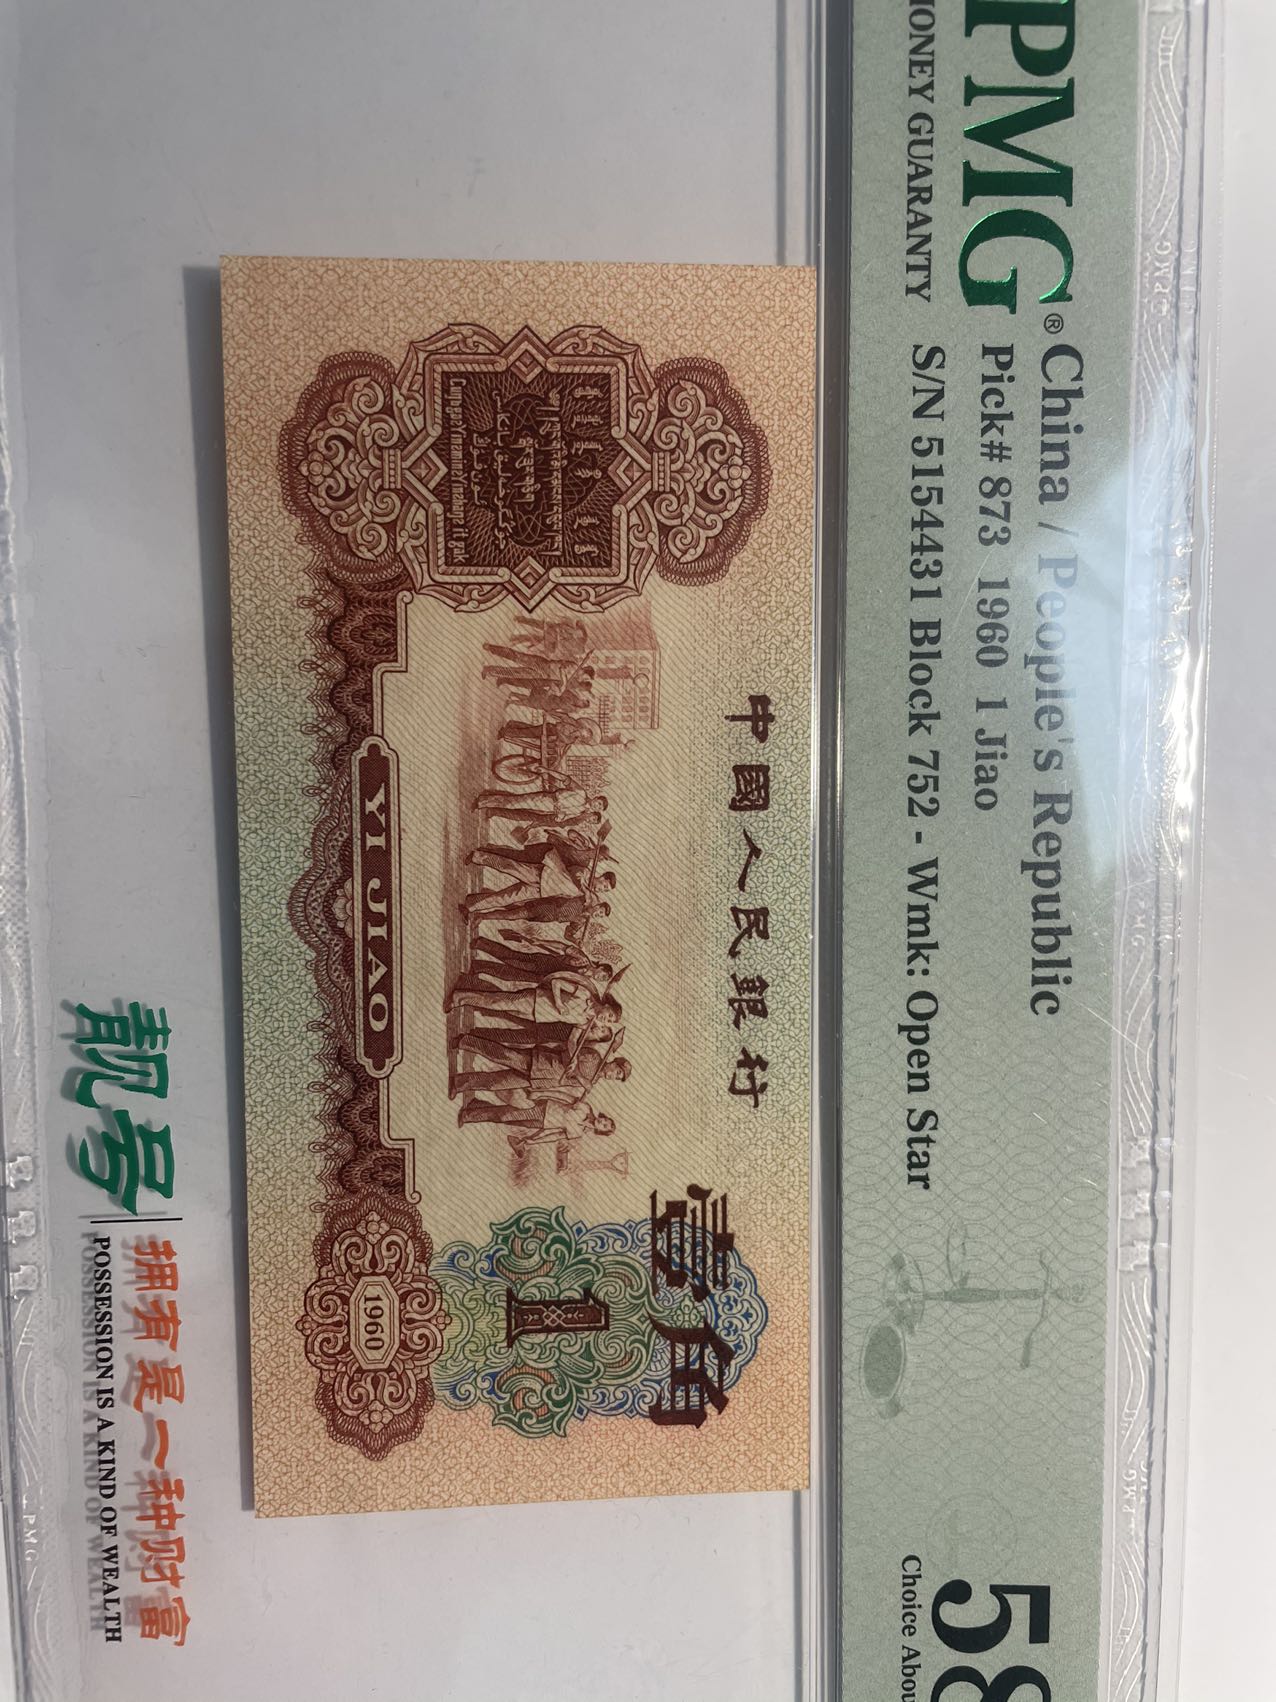 PMG®
MONEY GUARANTY
China / People's Republic
Pick# 873 1960 1 Jiao
S/N 5154431 Block 752 - Wmk: Open Star
58
Choice Abou
中國人民銀行
壹角
1
YI JIAO
1960
靓号
拥有是一种财富
POSSESSION IS A KIND OF WEALTH